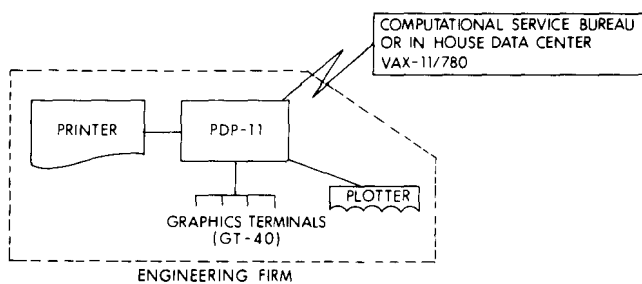 COMPUTATIONAL SERVICE BUREAU
OR IN HOUSE DATA CENTER
VAX-11/780
PRINTER
PDP-11
PLOTTER
GRAPHICS TERMINALS
(GT-40)
ENGINEERING FIRM